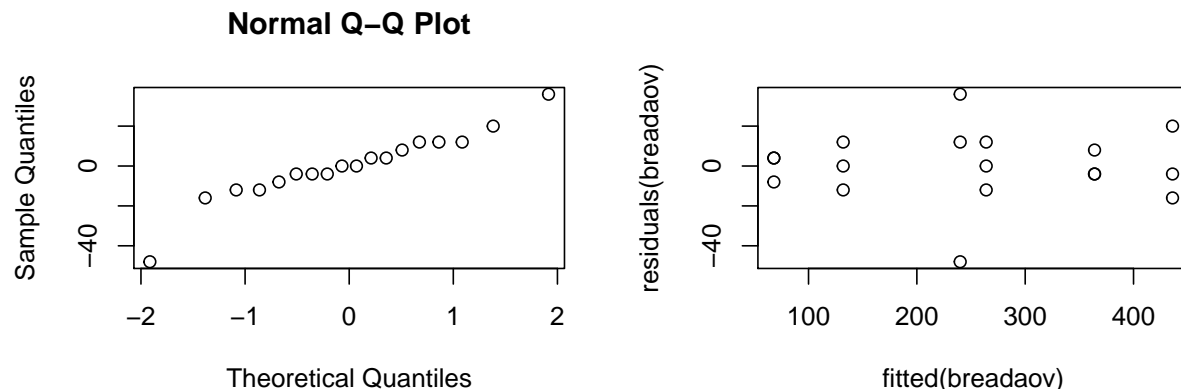 Normal Q−Q Plot
Sample Quantiles
0
−40
−2
−1
0
1
2
Theoretical Quantiles
residuals(breadaov)
0
−40
100
200
300
400
fitted(breadaov)